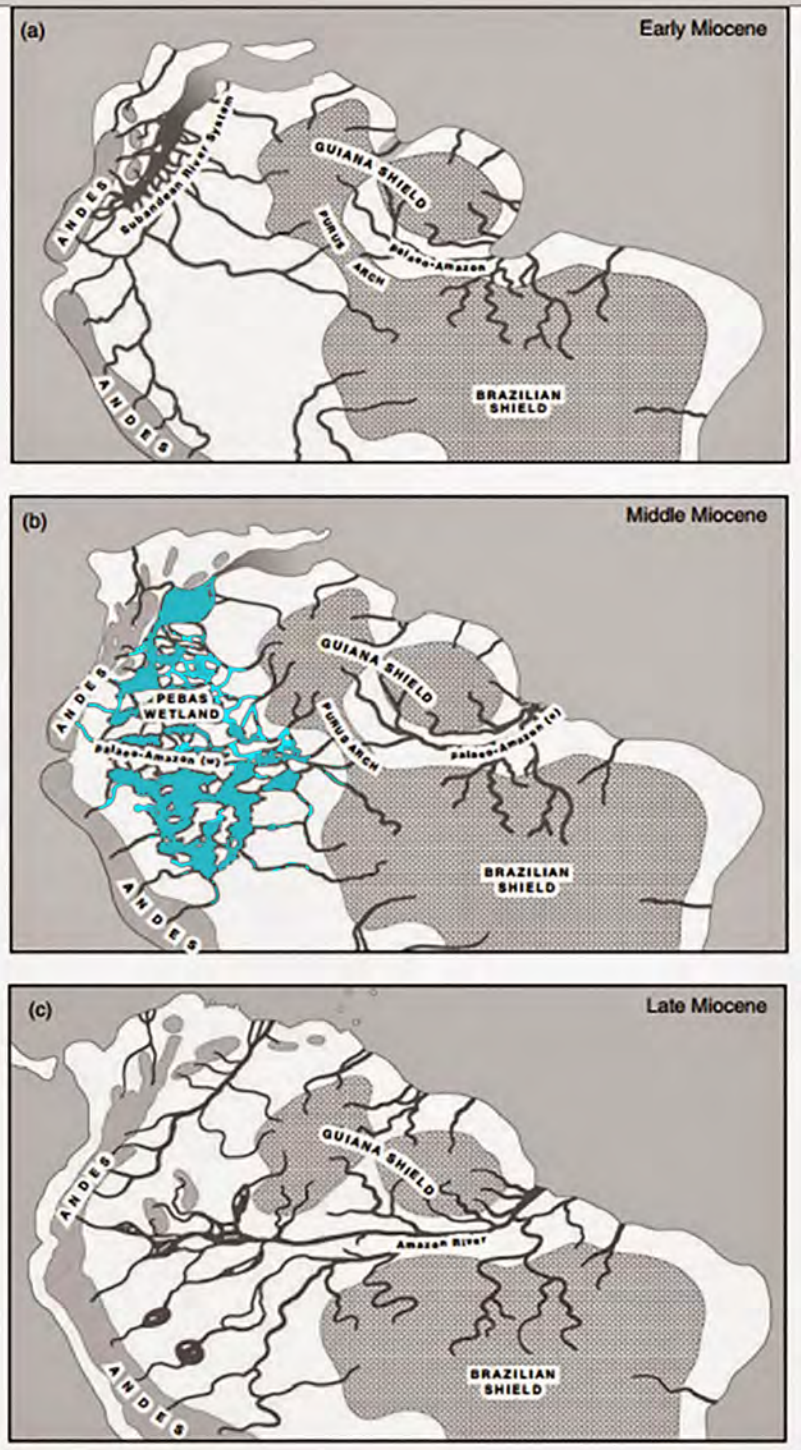 (a)
Early Miocene
GUIANA SHIELD
Subandean River System
ANDES
PURUS
ARCH
palaeo-Amazon
ANDES
BRAZILIAN
SHIELD
(b)
Middle Miocene
GUIANA SHIELD
ANDES
PEBAS
WETLAND
PURUS ARCH
palaeo-Amazon (e)
palaeo-Amazon (w)
BRAZILIAN
SHIELD
ANDES
(c)
Late Miocene
GUIANA SHIELD
ANDES
Amazon River
BRAZILIAN
SHIELD
ANDES